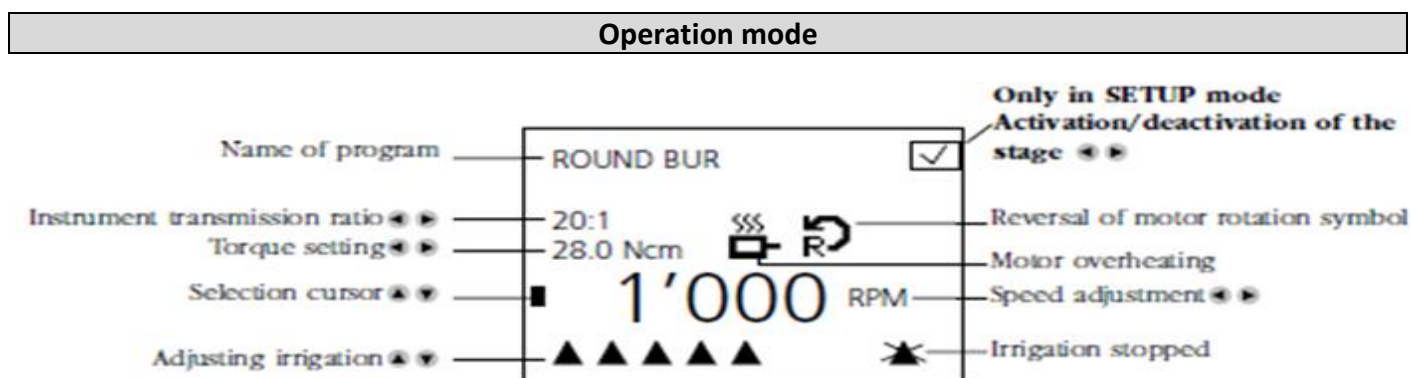 Operation mode
Only in SETUP mode
Activation/deactivation of the
stage ◀ ▶
Name of program
ROUND BUR
Instrument transmission ratio ◀ ▶
20:1
Reversal of motor rotation symbol
Torque setting ◀ ▶
28.0 Ncm
R
Motor overheating
Selection cursor ▲ ▼
1’000 RPM
Speed adjustment ◀ ▶
Adjusting irrigation ▲ ▼
Irrigation stopped